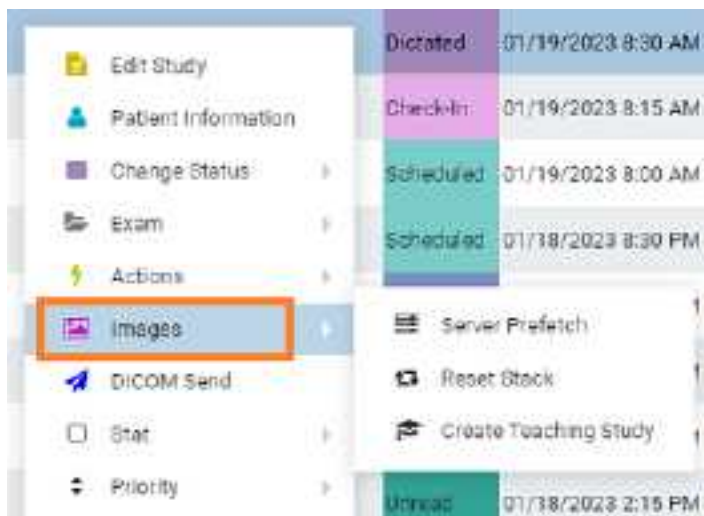 Edit Study
Patient Information
Change Status
Exam
Actions
Images
DICOM Send
Stat
Priority
Server Prefetch
Reset Stack
Create Teaching Study
Dictated 01/19/2023 8:30 AM
Check-In 01/19/2023 8:15 AM
Scheduled 01/19/2023 8:00 AM
Scheduled 01/18/2023 8:30 PM
Unread 01/18/2023 2:15 PM